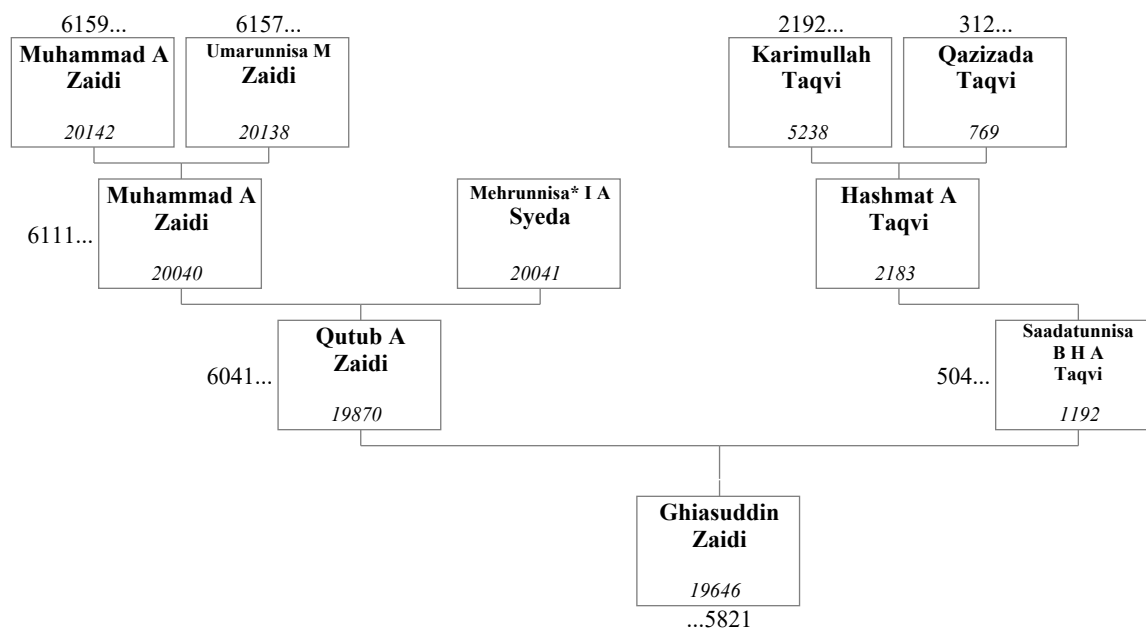 6159...
6157...
2192...
312...
Muhammad A
Zaidi
20142
Umarunnisa M
Zaidi
20138
Karimullah
Taqvi
5238
Qazizada
Taqvi
769
6111...
Muhammad A
Zaidi
20040
Mehrunnisa* I A
Syeda
20041
Hashmat A
Taqvi
2183
6041...
Qutub A
Zaidi
19870
504...
Saadatunnisa
B H A
Taqvi
1192
Ghiasuddin
Zaidi
19646
...5821